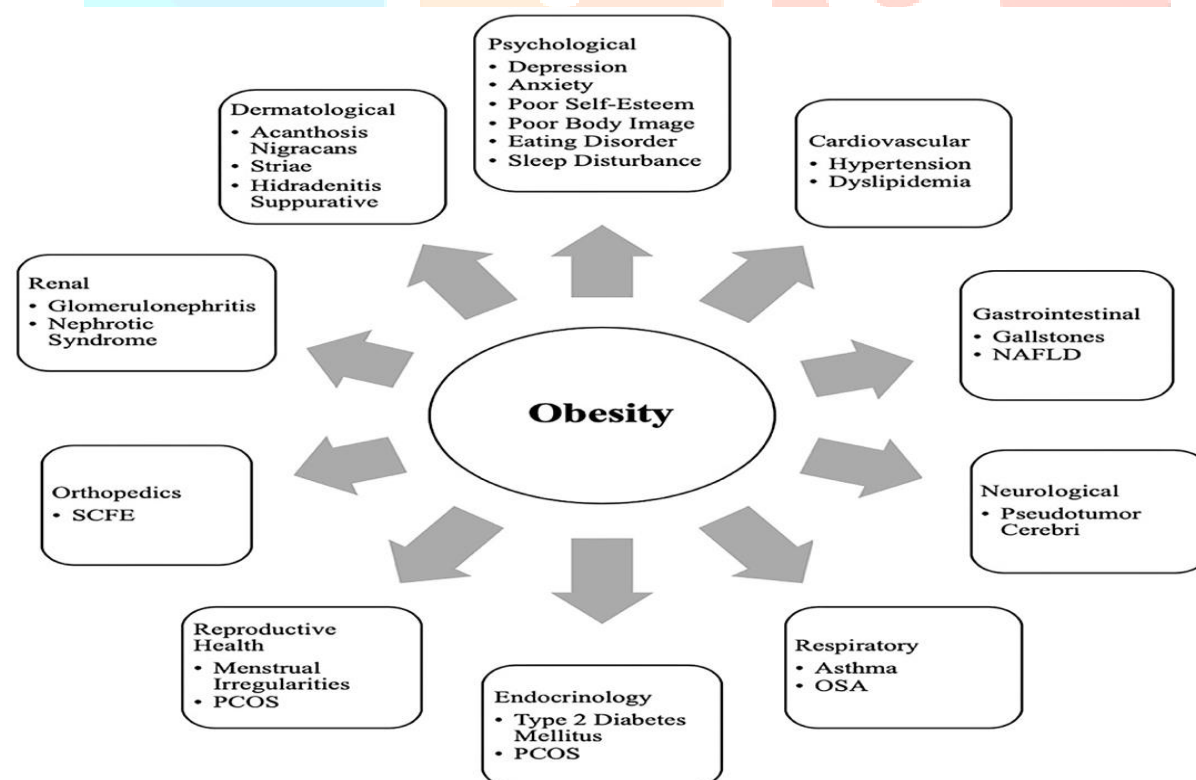 Psychological
• Depression
• Anxiety
• Poor Self-Esteem
• Poor Body Image
• Eating Disorder
• Sleep Disturbance
Dermatological
• Acanthosis
Nigracans
• Striae
• Hidradenitis
Suppurative
Cardiovascular
• Hypertension
• Dyslipidemia
Renal
• Glomerulonephritis
• Nephrotic
Syndrome
Gastrointestinal
• Gallstones
• NAFLD
Obesity
Orthopedics
• SCFE
Neurological
• Pseudotumor
Cerebri
Reproductive
Health
• Menstrual
Irregularities
• PCOS
Endocrinology
• Type 2 Diabetes
Mellitus
• PCOS
Respiratory
• Asthma
• OSA